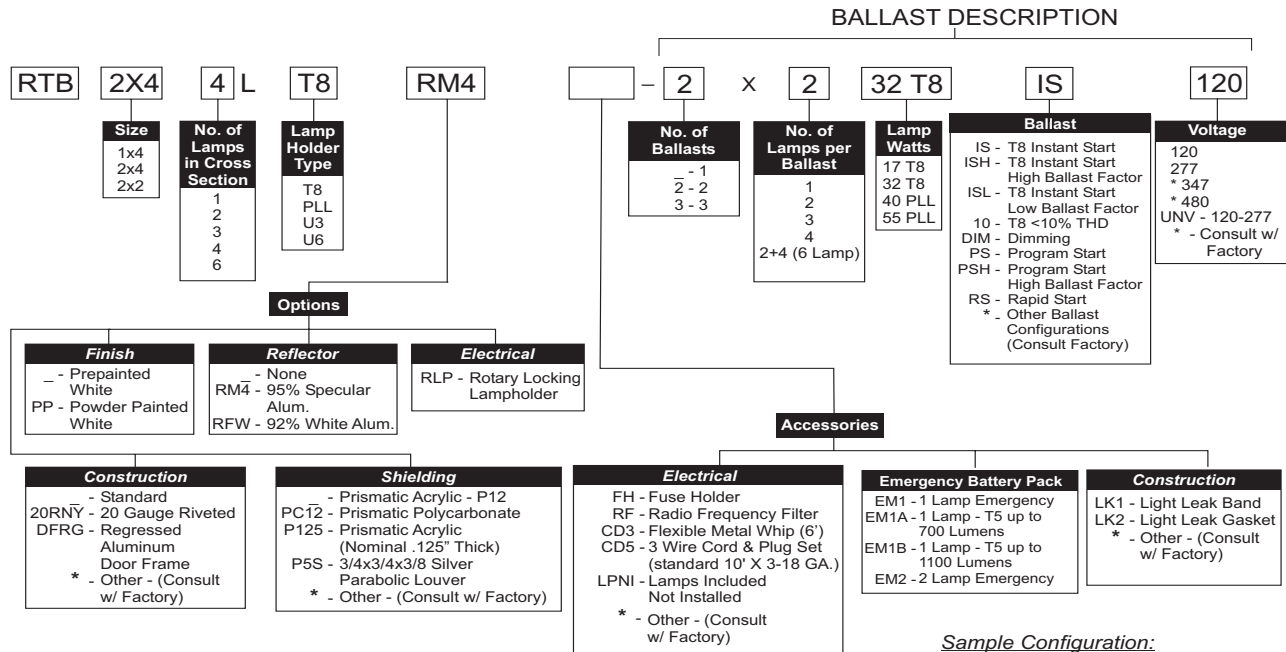 BALLAST DESCRIPTION
RTB 2X4 4 L T8 RM4 - 2 x 2 32 T8 IS 120
Size
1x4
2x4
2x2
No. of
Lamps
in Cross
Section
1
2
3
4
6
Lamp
Holder
Type
T8
PLL
U3
U6
No. of
Ballasts
_ - 1
2 - 2
3 - 3
No. of
Lamps per
Ballast
1
2
3
4
2+4 (6 Lamp)
Lamp
Watts
17 T8
32 T8
40 PLL
55 PLL
Ballast
IS - T8 Instant Start
ISH - T8 Instant Start
High Ballast Factor
ISL - T8 Instant Start
Low Ballast Factor
10 - T8 <10% THD
DIM - Dimming
PS - Program Start
PSH - Program Start
High Ballast Factor
RS - Rapid Start
* - Other Ballast
Configurations
(Consult Factory)
Voltage
120
277
* 347
* 480
UNV - 120-277
* - Consult w/
Factory
Options
Finish
_ - Prepainted
White
PP - Powder Painted
White
Reflector
_ - None
RM4 - 95% Specular
Alum.
RFW - 92% White Alum.
Electrical
RLP - Rotary Locking
Lampholder
Construction
_ - Standard
20RNY - 20 Gauge Riveted
DFRG - Regressed
Aluminum
Door Frame
* - Other - (Consult
w/ Factory)
Shielding
_ - Prismatic Acrylic - P12
PC12 - Prismatic Polycarbonate
P125 - Prismatic Acrylic
(Nominal .125” Thick)
P5S - 3/4x3/4x3/8 Silver
Parabolic Louver
* - Other - (Consult w/ Factory)
Accessories
Electrical
FH - Fuse Holder
RF - Radio Frequency Filter
CD3 - Flexible Metal Whip (6’)
CD5 - 3 Wire Cord & Plug Set
(standard 10' X 3-18 GA.)
LPNI - Lamps Included
Not Installed
* - Other - (Consult
w/ Factory)
Emergency Battery Pack
EM1 - 1 Lamp Emergency
EM1A - 1 Lamp - T5 up to
700 Lumens
EM1B - 1 Lamp - T5 up to
1100 Lumens
EM2 - 2 Lamp Emergency
Construction
LK1 - Light Leak Band
LK2 - Light Leak Gasket
* - Other - (Consult
w/ Factory)
Sample Configuration: